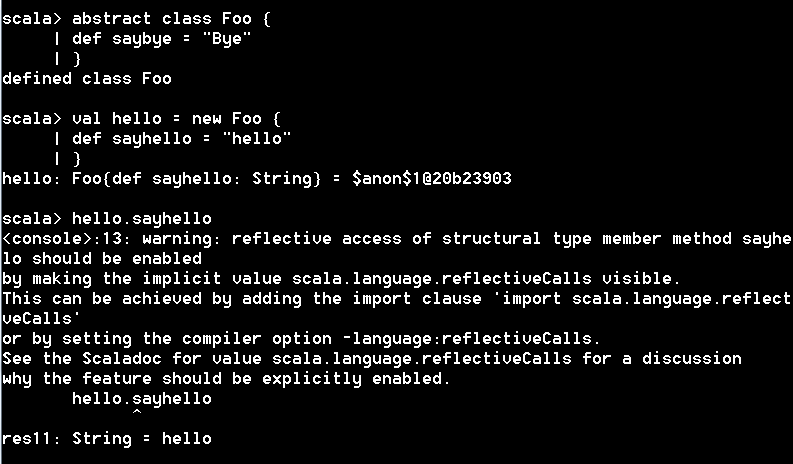 scala> abstract class Foo {
     | def saybye = "Bye"
     | }
defined class Foo
scala> val hello = new Foo {
     | def sayhello = "hello"
     | }
hello: Foo{def sayhello: String} = $anon$1@20b23903
scala> hello.sayhello
<console>:13: warning: reflective access of structural type member method sayhe
lo should be enabled
by making the implicit value scala.language.reflectiveCalls visible.
This can be achieved by adding the import clause 'import scala.language.reflect
veCalls'
or by setting the compiler option -language:reflectiveCalls.
See the Scaladoc for value scala.language.reflectiveCalls for a discussion
why the feature should be explicitly enabled.
       hello.sayhello
             ^
res11: String = hello